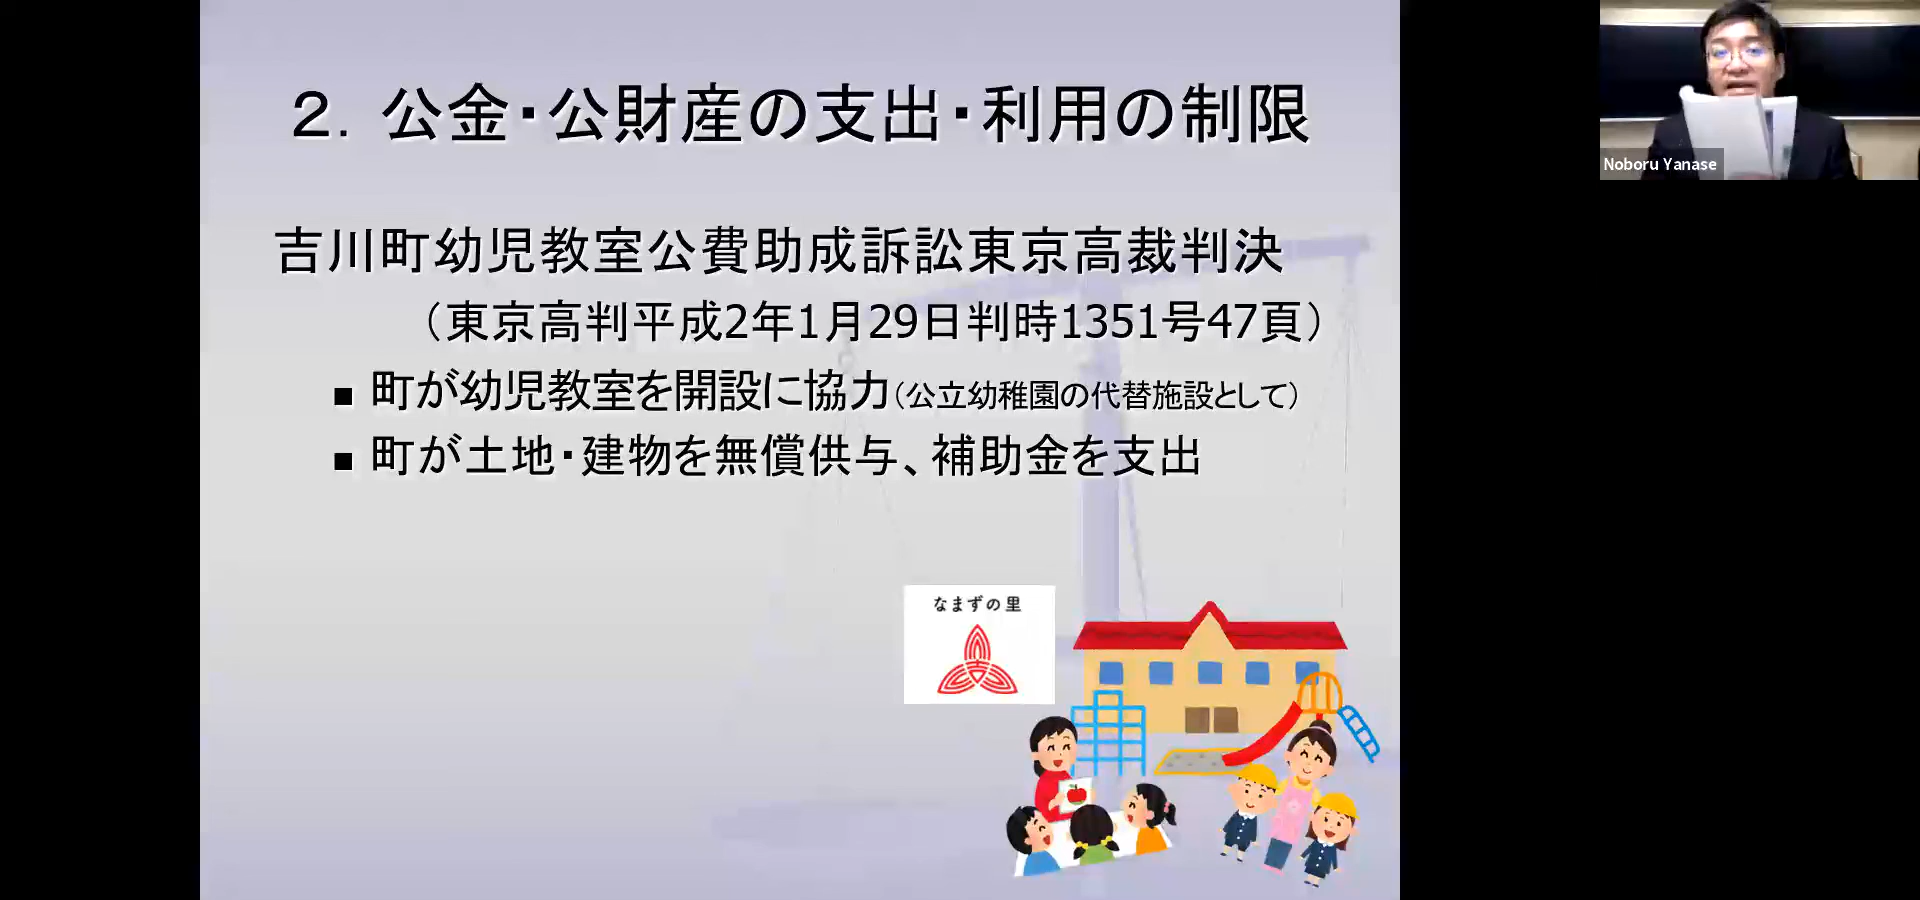 ２．公金・公財産の支出・利用の制限
吉川町幼児教室公費助成訴訟東京高裁判決
（東京高判平成2年1月29日判時1351号47頁）
■ 町が幼児教室を開設に協力（公立幼稚園の代替施設として）
■ 町が土地・建物を無償供与、補助金を支出
なまずの里
Noboru Yanase